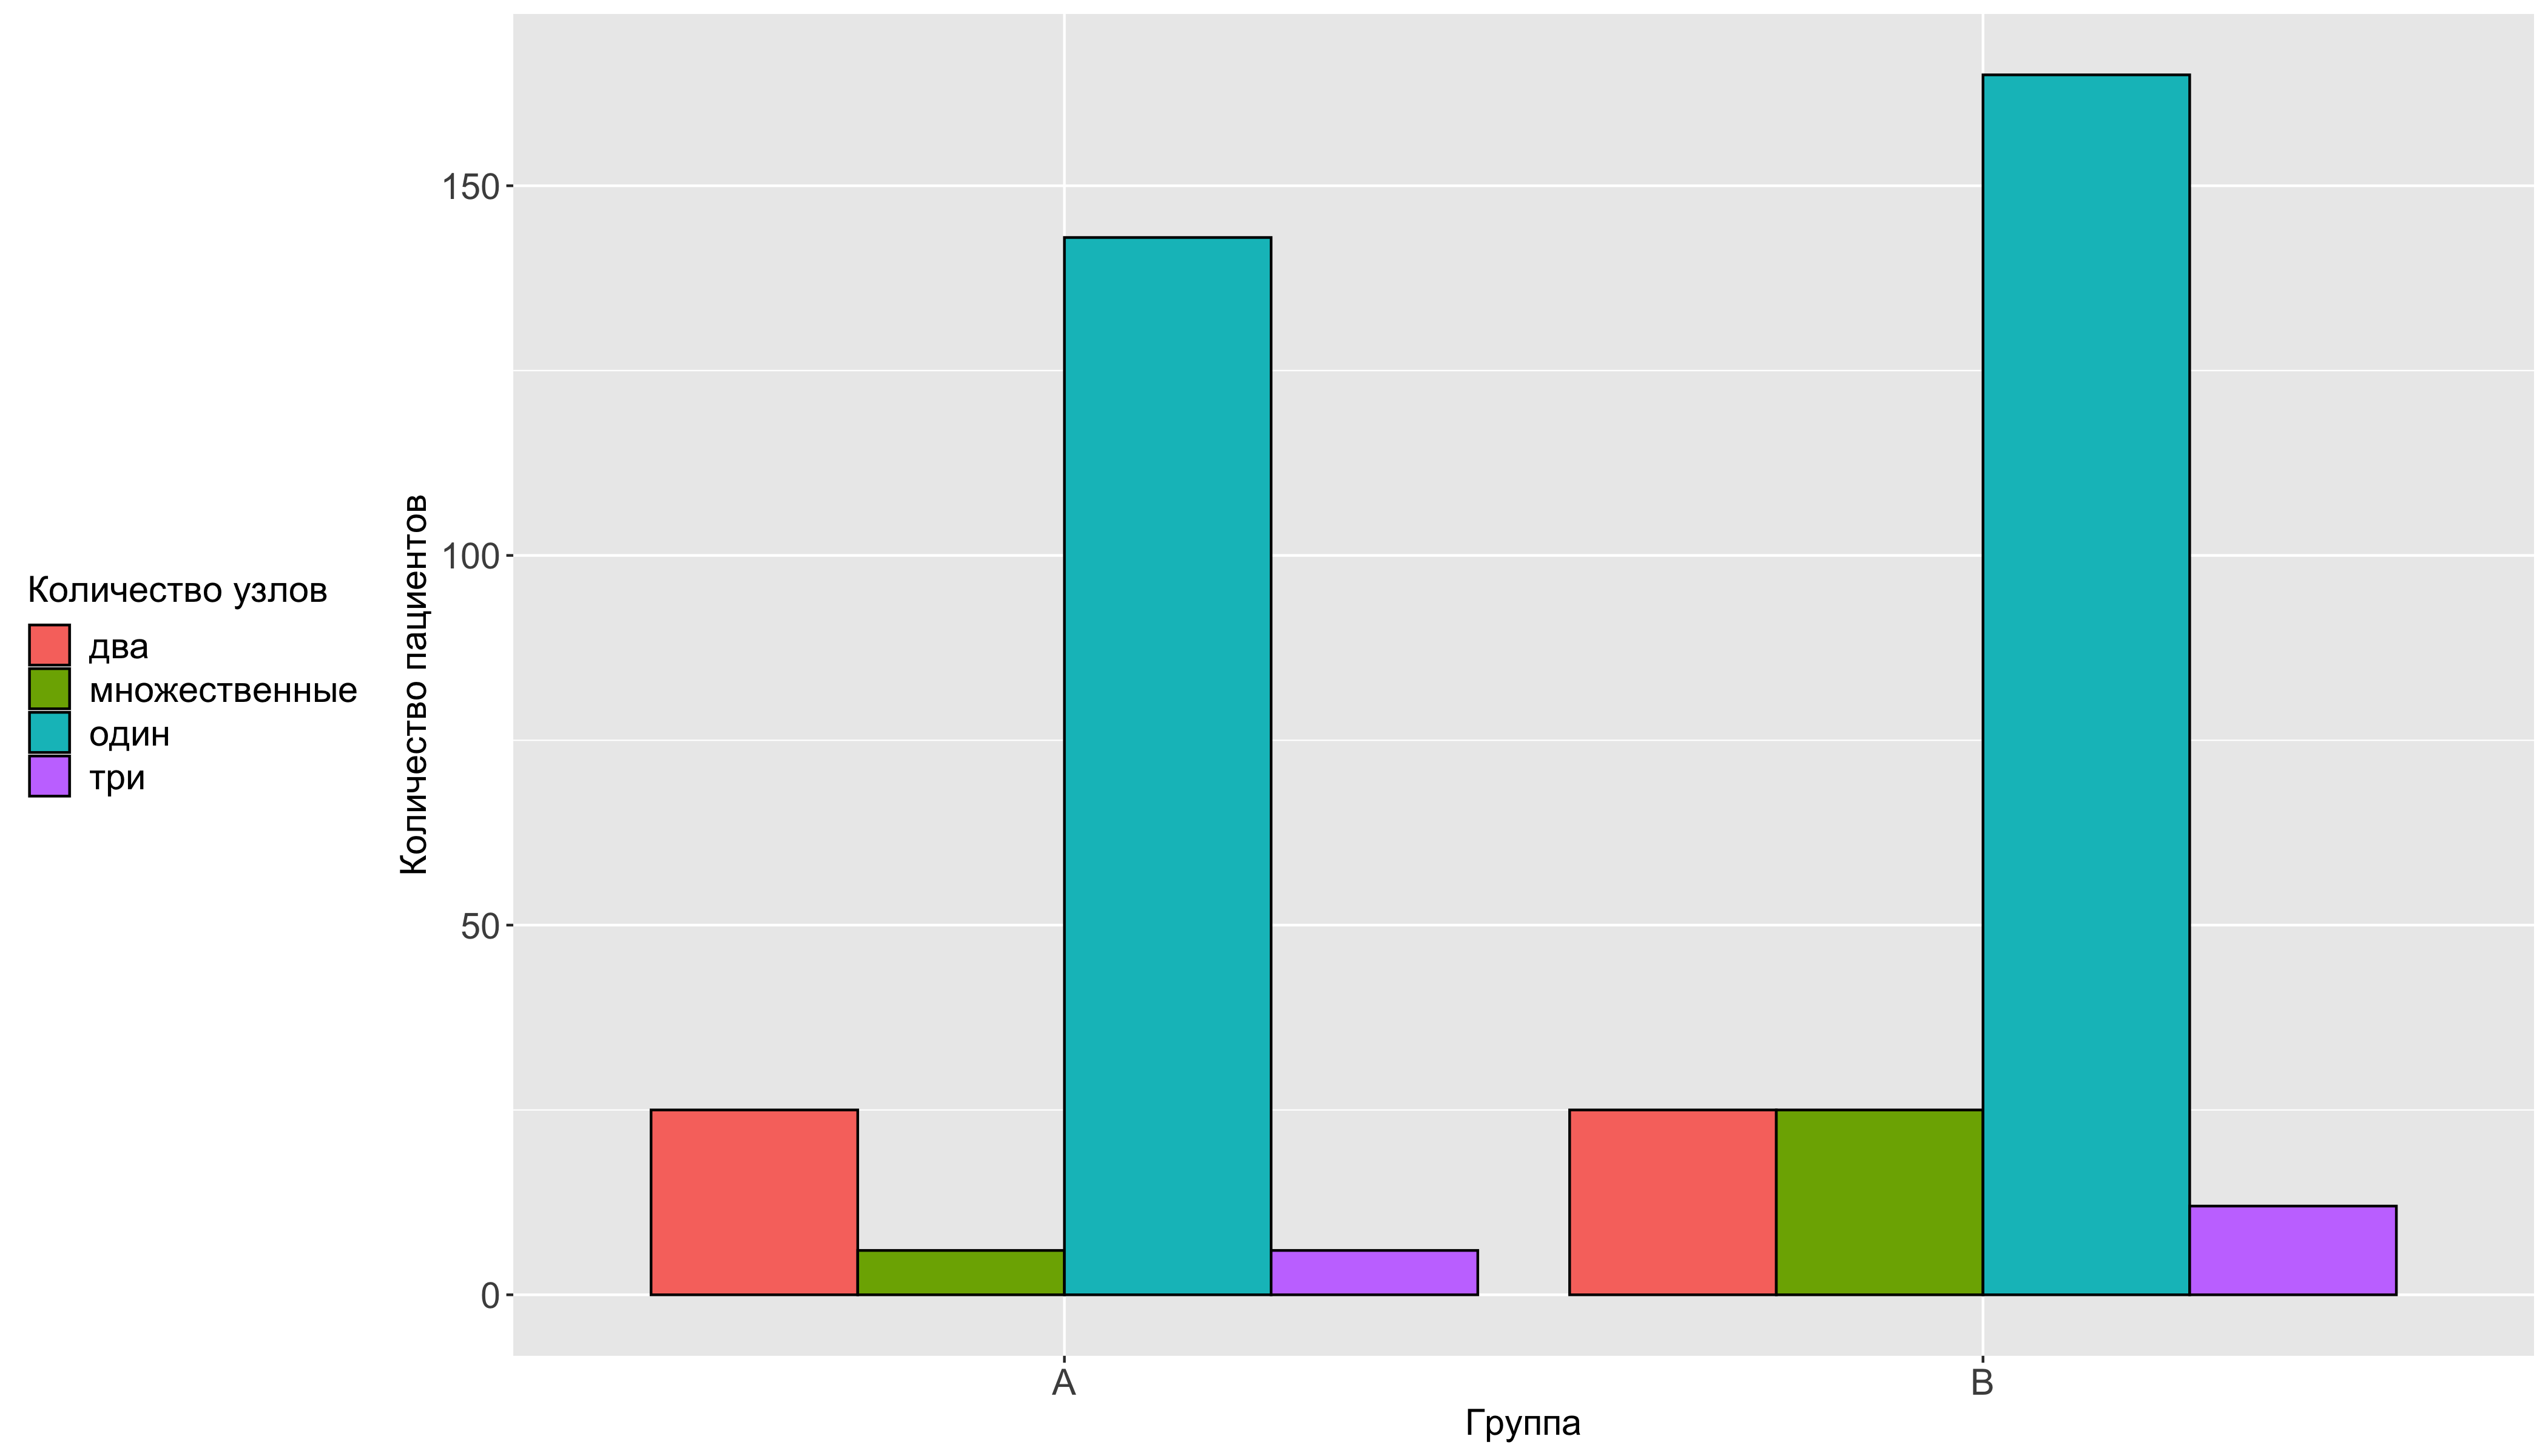 Количество узлов
два
множественные
один
три
Количество пациентов
150
100
50
0
A
B
Группа